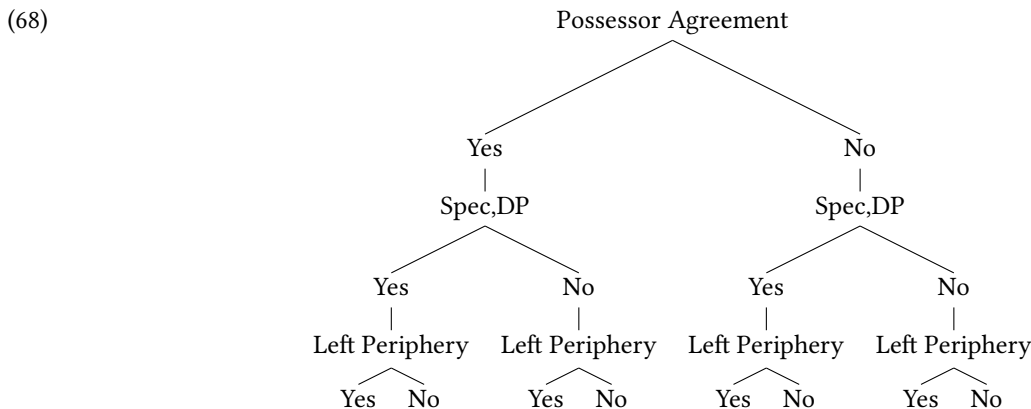 (68) Possessor Agreement
Yes No
Spec,DP Spec,DP
Yes No Yes No
Left Periphery Left Periphery Left Periphery Left Periphery
Yes No Yes No Yes No Yes No